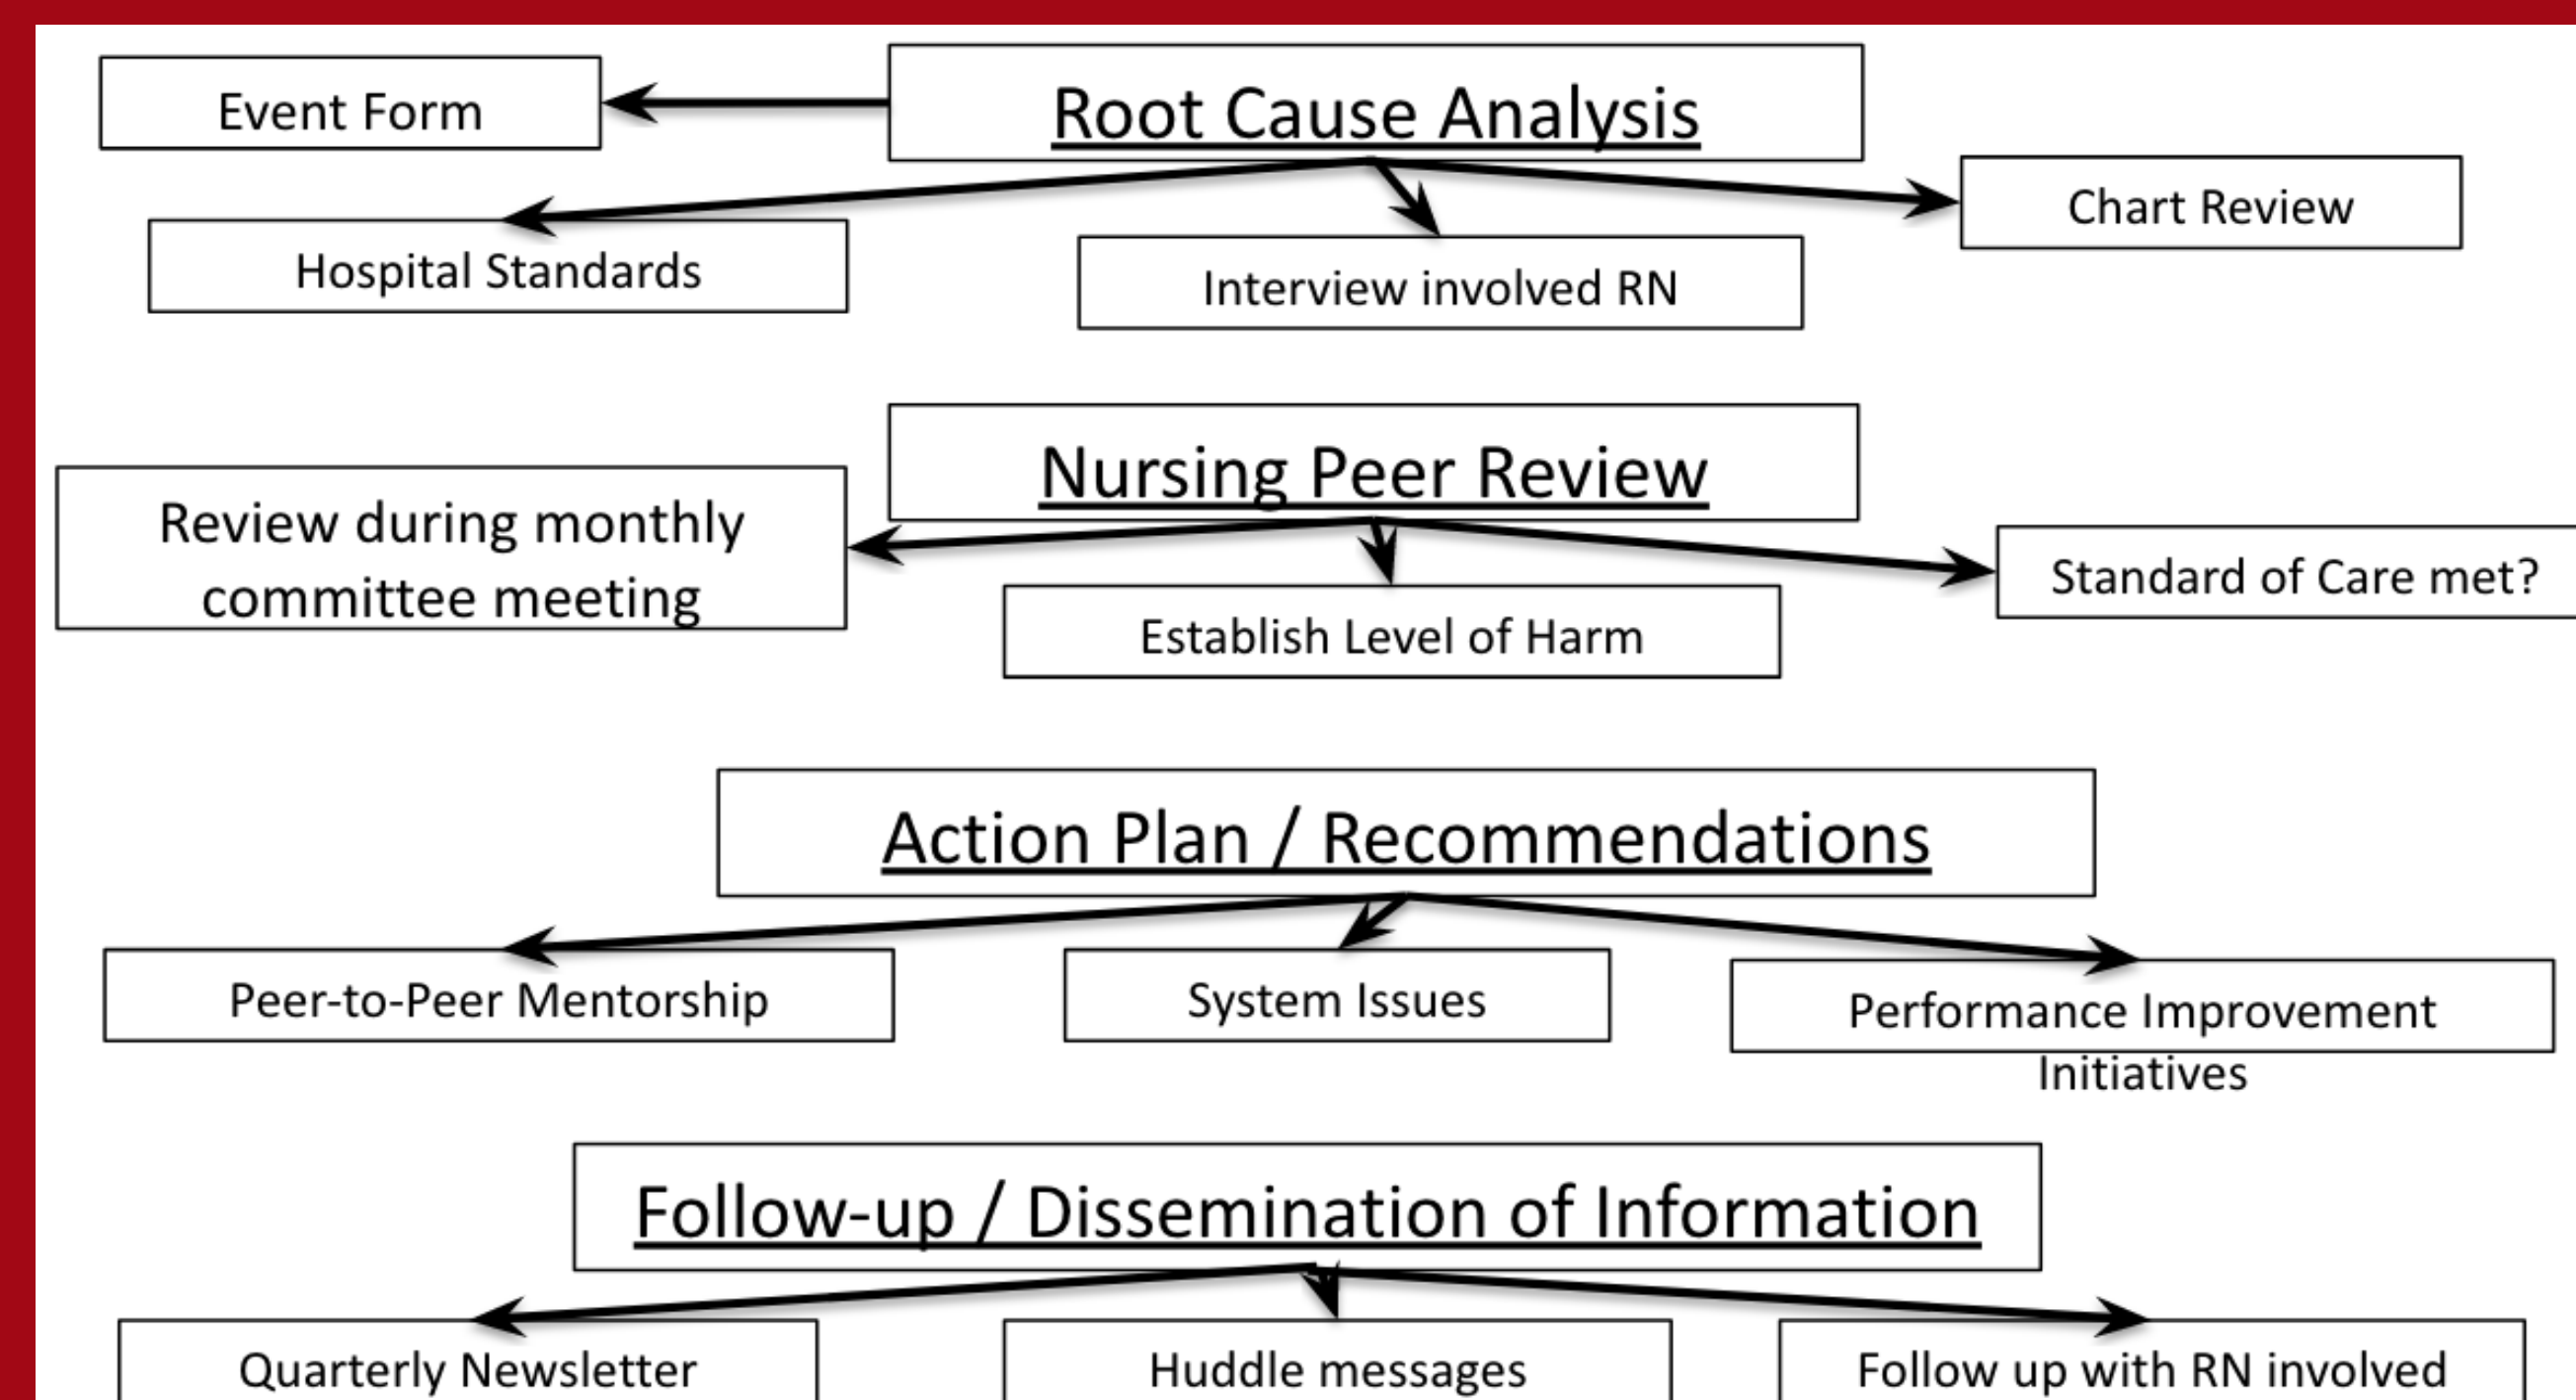 Root Cause Analysis
Event Form
Hospital Standards
Interview involved RN
Chart Review
Nursing Peer Review
Review during monthly
committee meeting
Establish Level of Harm
Standard of Care met?
Action Plan / Recommendations
Peer-to-Peer Mentorship
System Issues
Performance Improvement
Initiatives
Follow-up / Dissemination of Information
Quarterly Newsletter
Huddle messages
Follow up with RN involved